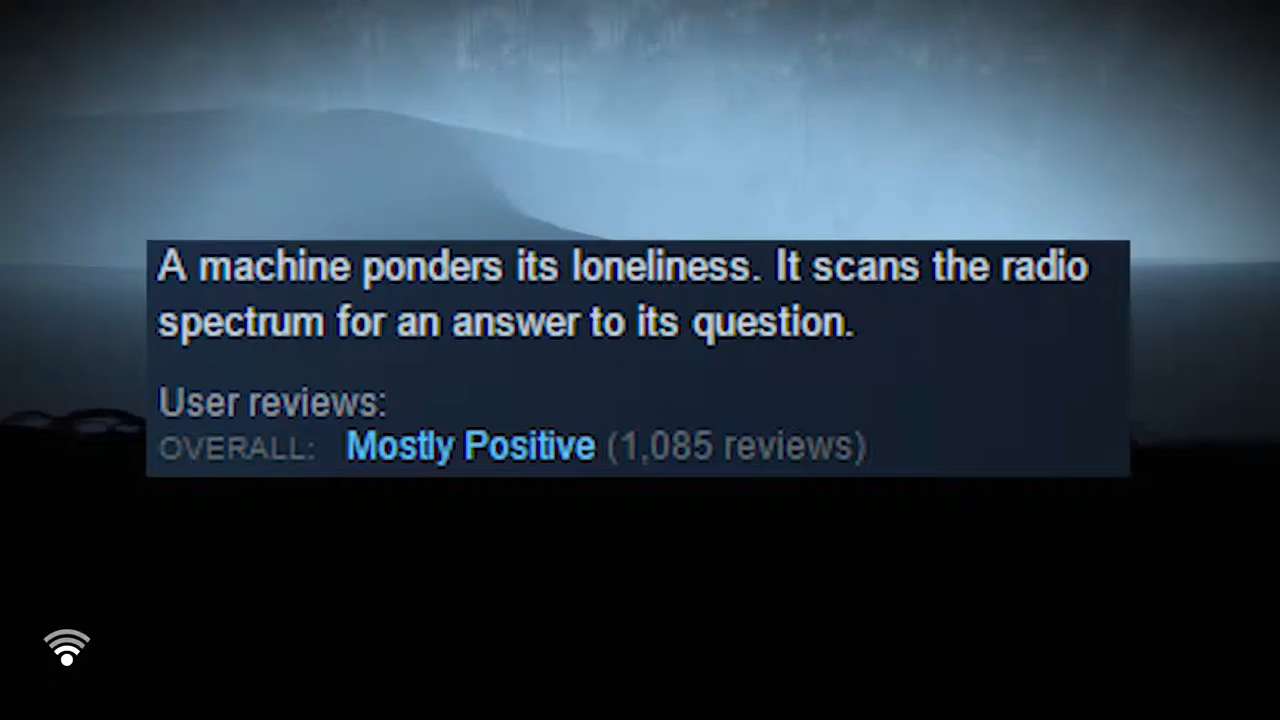 A machine ponders its loneliness. It scans the radio
spectrum for an answer to its question.
User reviews:
OVERALL: Mostly Positive (1,085 reviews)